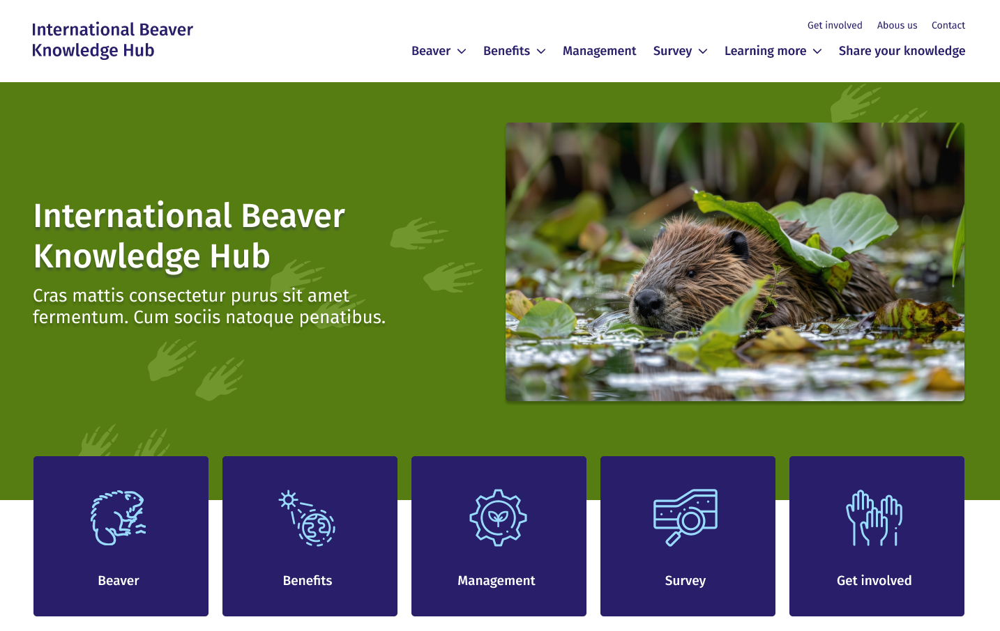 International Beaver
Knowledge Hub
Get involved Abous us Contact
Beaver Benefits Management Survey Learning more Share your knowledge
International Beaver
Knowledge Hub
Cras mattis consectetur purus sit amet
fermentum. Cum sociis natoque penatibus.
Beaver Benefits Management Survey Get involved